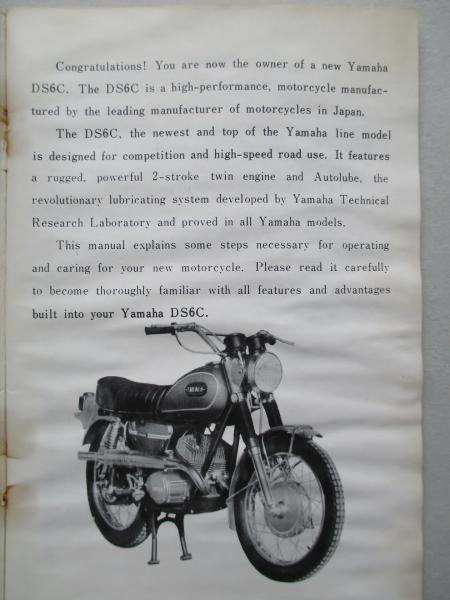 Congratulations! You are now the owner of a new Yamaha
DS6C. The DS6C is a high-performance, motorcycle manufac-
tured by the leading manufacturer of motorcycles in Japan.
The DS6C, the newest and top of the Yamaha line model
is designed for competition and high-speed road use. It features
a rugged, powerful 2-stroke twin engine and Autolube, the
revolutionary lubricating system developed by Yamaha Technical
Research Laboratory and proved in all Yamaha models.
This manual explains some steps necessary for operating
and caring for your new motorcycle. Please read it carefully
to become thoroughly familiar with all features and advantages
built into your Yamaha DS6C.
YAMAHA